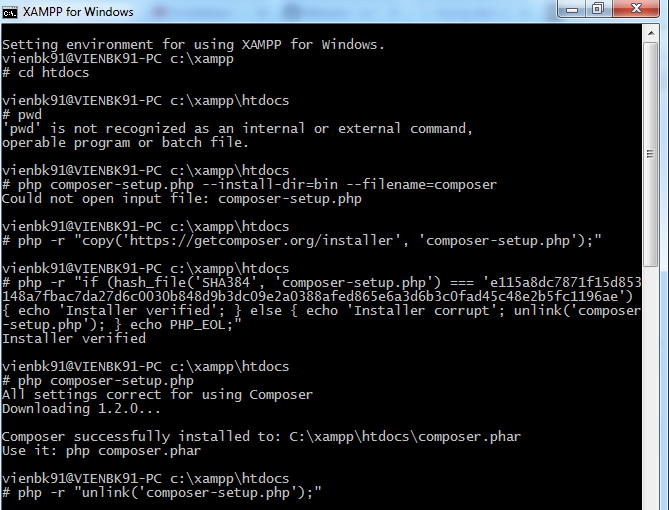 XAMPP for Windows
Setting environment for using XAMPP for Windows.
vienbk91@VIENBK91-PC c:\xampp
# cd htdocs
vienbk91@VIENBK91-PC c:\xampp\htdocs
# pwd
'pwd' is not recognized as an internal or external command,
operable program or batch file.
vienbk91@VIENBK91-PC c:\xampp\htdocs
# php composer-setup.php --install-dir=bin --filename=composer
Could not open input file: composer-setup.php
vienbk91@VIENBK91-PC c:\xampp\htdocs
# php -r "copy('https://getcomposer.org/installer', 'composer-setup.php');"
vienbk91@VIENBK91-PC c:\xampp\htdocs
# php -r "if (hash_file('SHA384', 'composer-setup.php') === 'e115a8dc7871f15d853
148a7fbac7da27d6c0030b848d9b3dc09e2a0388afed865e6a3d6b3c0fad45c48e2b5fc1196ae')
{ echo 'Installer verified'; } else { echo 'Installer corrupt'; unlink('composer
-setup.php'); } echo PHP_EOL;"
Installer verified
vienbk91@VIENBK91-PC c:\xampp\htdocs
# php composer-setup.php
All settings correct for using Composer
Downloading 1.2.0...
Composer successfully installed to: C:\xampp\htdocs\composer.phar
Use it: php composer.phar
vienbk91@VIENBK91-PC c:\xampp\htdocs
# php -r "unlink('composer-setup.php');"